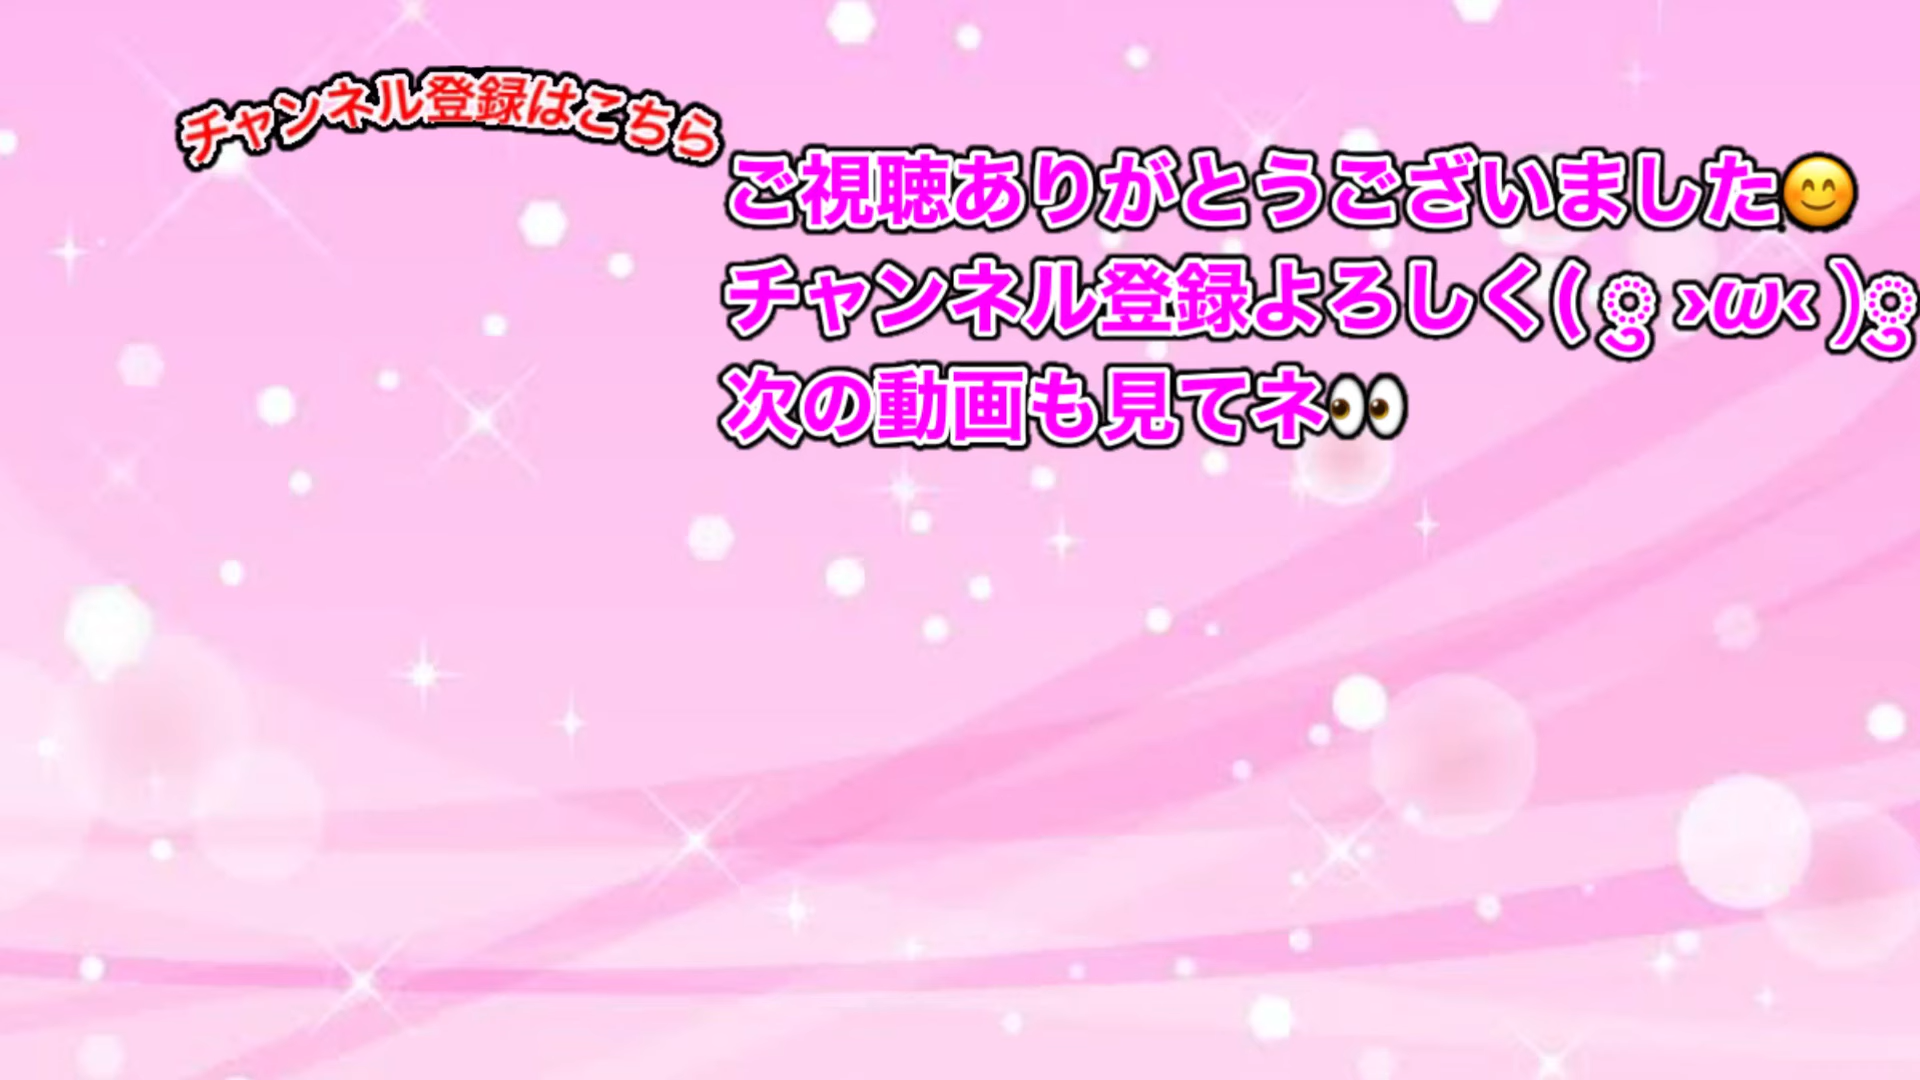 チャンネル登録はこちら
ご視聴ありがとうございました😊
チャンネル登録よろしく( ੭ ›ω‹ )੭
次の動画も見てネ👀